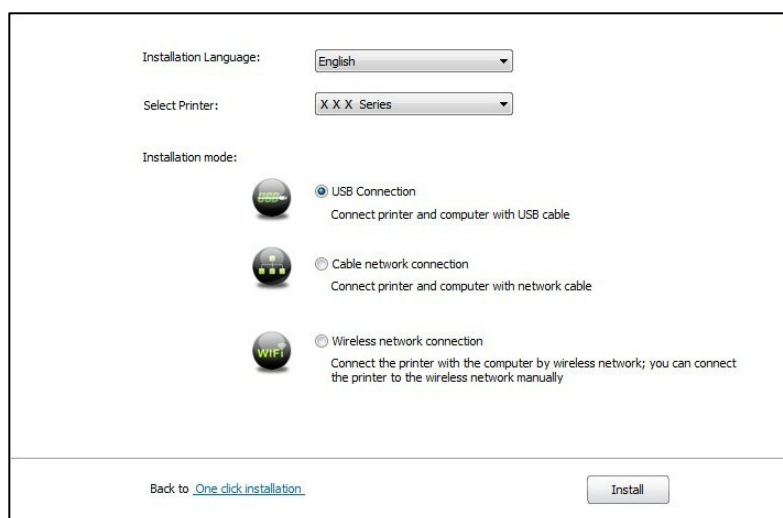 Installation Language:
English
Select Printer:
X X X Series
Installation mode:
USB
USB Connection
Connect printer and computer with USB cable
Cable network connection
Connect printer and computer with network cable
WiFi
Wireless network connection
Connect the printer with the computer by wireless network; you can connect
the printer to the wireless network manually
Back to One click installation
Install